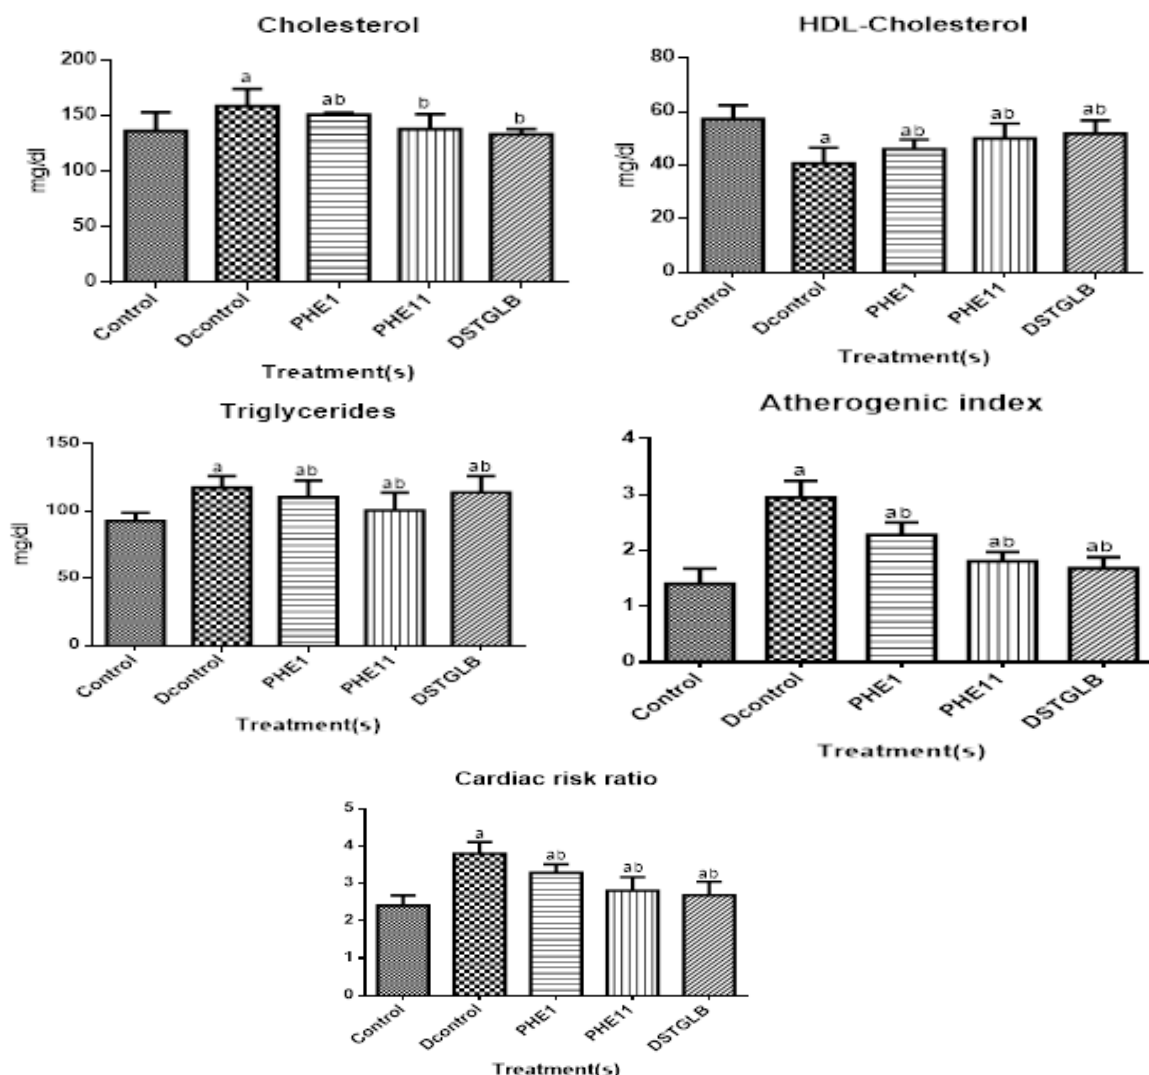 Cholesterol
200
150
100
50
0
mg/dl
a
ab
b
b
Control
Dcontrol
PHE1
PHE11
DSTGLB
Treatment(s)
HDL-Cholesterol
80
60
40
20
0
mg/dl
a
ab
ab
ab
Control
Dcontrol
PHE1
PHE11
DSTGLB
Treatment(s)
Triglycerides
150
100
50
0
mg/dl
a
ab
ab
ab
Control
Dcontrol
PHE1
PHE11
DSTGLB
Treatment(s)
Atherogenic index
4
3
2
1
0
a
ab
ab
ab
Control
Dcontrol
PHE1
PHE11
DSTGLB
Treatment(s)
Cardiac risk ratio
5
4
3
2
1
0
a
ab
ab
ab
Control
Dcontrol
PHE1
PHE11
DSTGLB
Treatment(s)